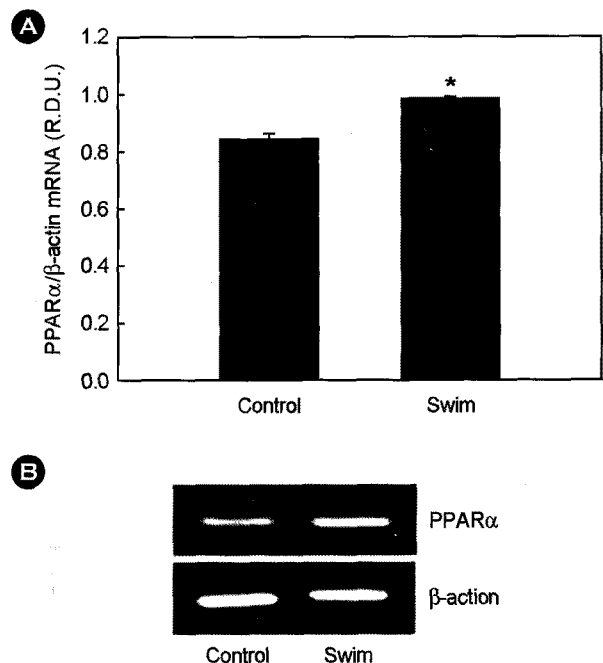 A
PPARα/β-actin mRNA (R.D.U.)
1.2
1.0
0.8
0.6
0.4
0.2
0.0
*
Control Swim
B
PPARα
β-action
Control Swim